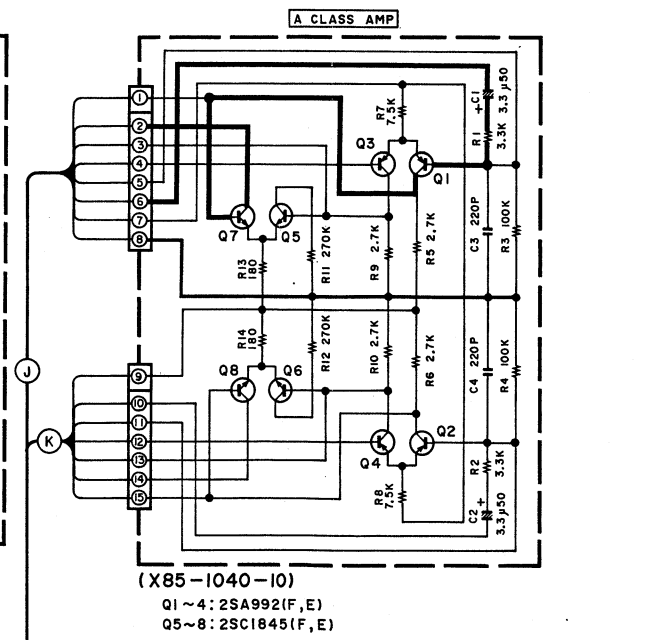 A CLASS AMP
1
2
3
4
5
6
7
8
9
10
11
12
13
14
15
J
K
R7
7.5K
+C1
3.3 µ50
R1
3.3K
Q3
Q1
Q7
Q5
R11 270K
R9 2.7K
R5 2.7K
C3 220P
R3 100K
R13
180
R14
180
R12 270K
R10 2.7K
R6 2.7K
C4 220P
R4 100K
Q8
Q6
Q4
Q2
R8
7.5K
R2
3.3K
C2 +
3.3 µ50
(X85-1040-10)
Q1~4:2SA992(F,E)
Q5~8:2SC1845(F,E)